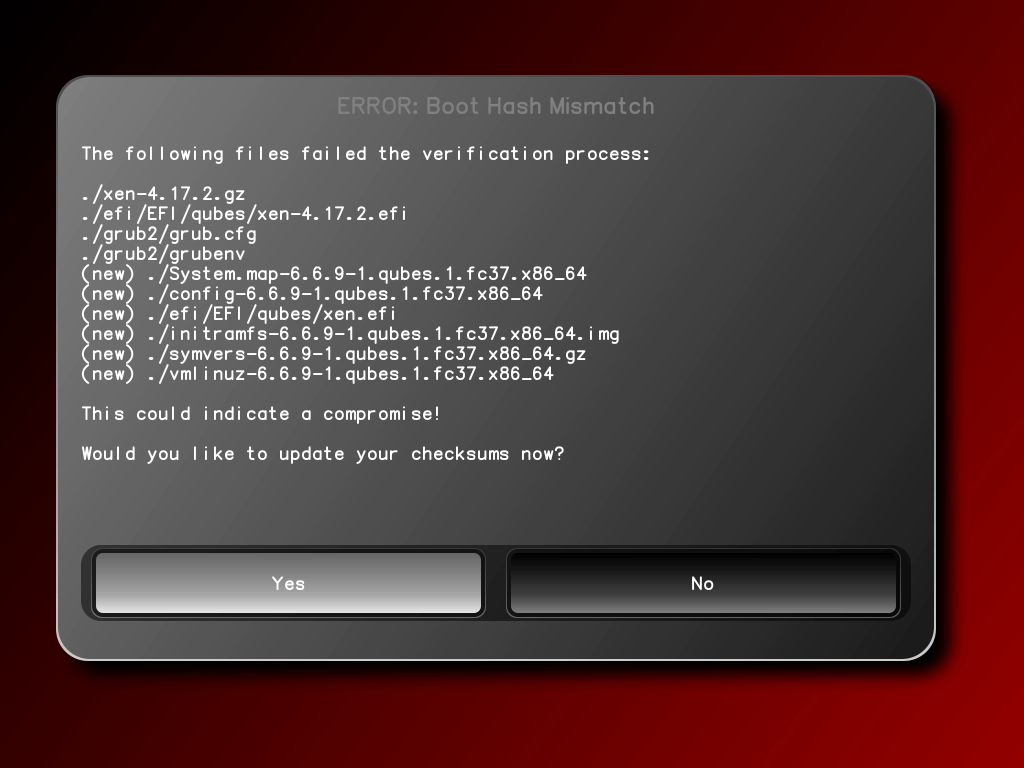 ERROR: Boot Hash Mismatch
The following files failed the verification process:
./xen-4.17.2.gz
./efi/EFI/qubes/xen-4.17.2.efi
./grub2/grub.cfg
./grub2/grubenv
(new) ./System.map-6.6.9-1.qubes.1.fc37.x86_64
(new) ./config-6.6.9-1.qubes.1.fc37.x86_64
(new) ./efi/EFI/qubes/xen.efi
(new) ./initramfs-6.6.9-1.qubes.1.fc37.x86_64.img
(new) ./symvers-6.6.9-1.qubes.1.fc37.x86_64.gz
(new) ./vmlinuz-6.6.9-1.qubes.1.fc37.x86_64
This could indicate a compromise!
Would you like to update your checksums now?
Yes
No